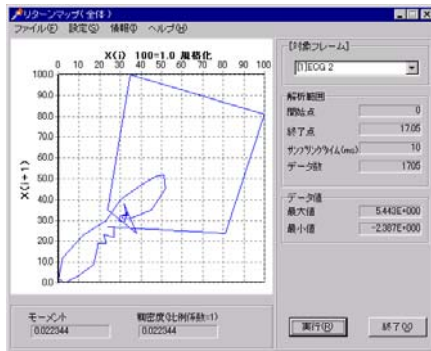 リターンマップ(全体)
ファイル(F) 設定(S) 情報(I) ヘルプ(H)
X(i) 100=1.0 規格化
0 10 20 30 40 50 60 70 80 90 100
100.0
90.0
80.0
70.0
60.0
50.0
40.0
30.0
20.0
10.0
0.0
X(i+1)
[対象フレーム]
[1]ECG 2
解析範囲
開始点 0
終了点 17.05
サンプリングタイム(ms) 10
データ数 1705
データ値
最大値 5.443E+000
最小値 -2.387E+000
モーメント
0.022344
粗密度(比例係数=1)
0.022344
実行(R)
終了(X)